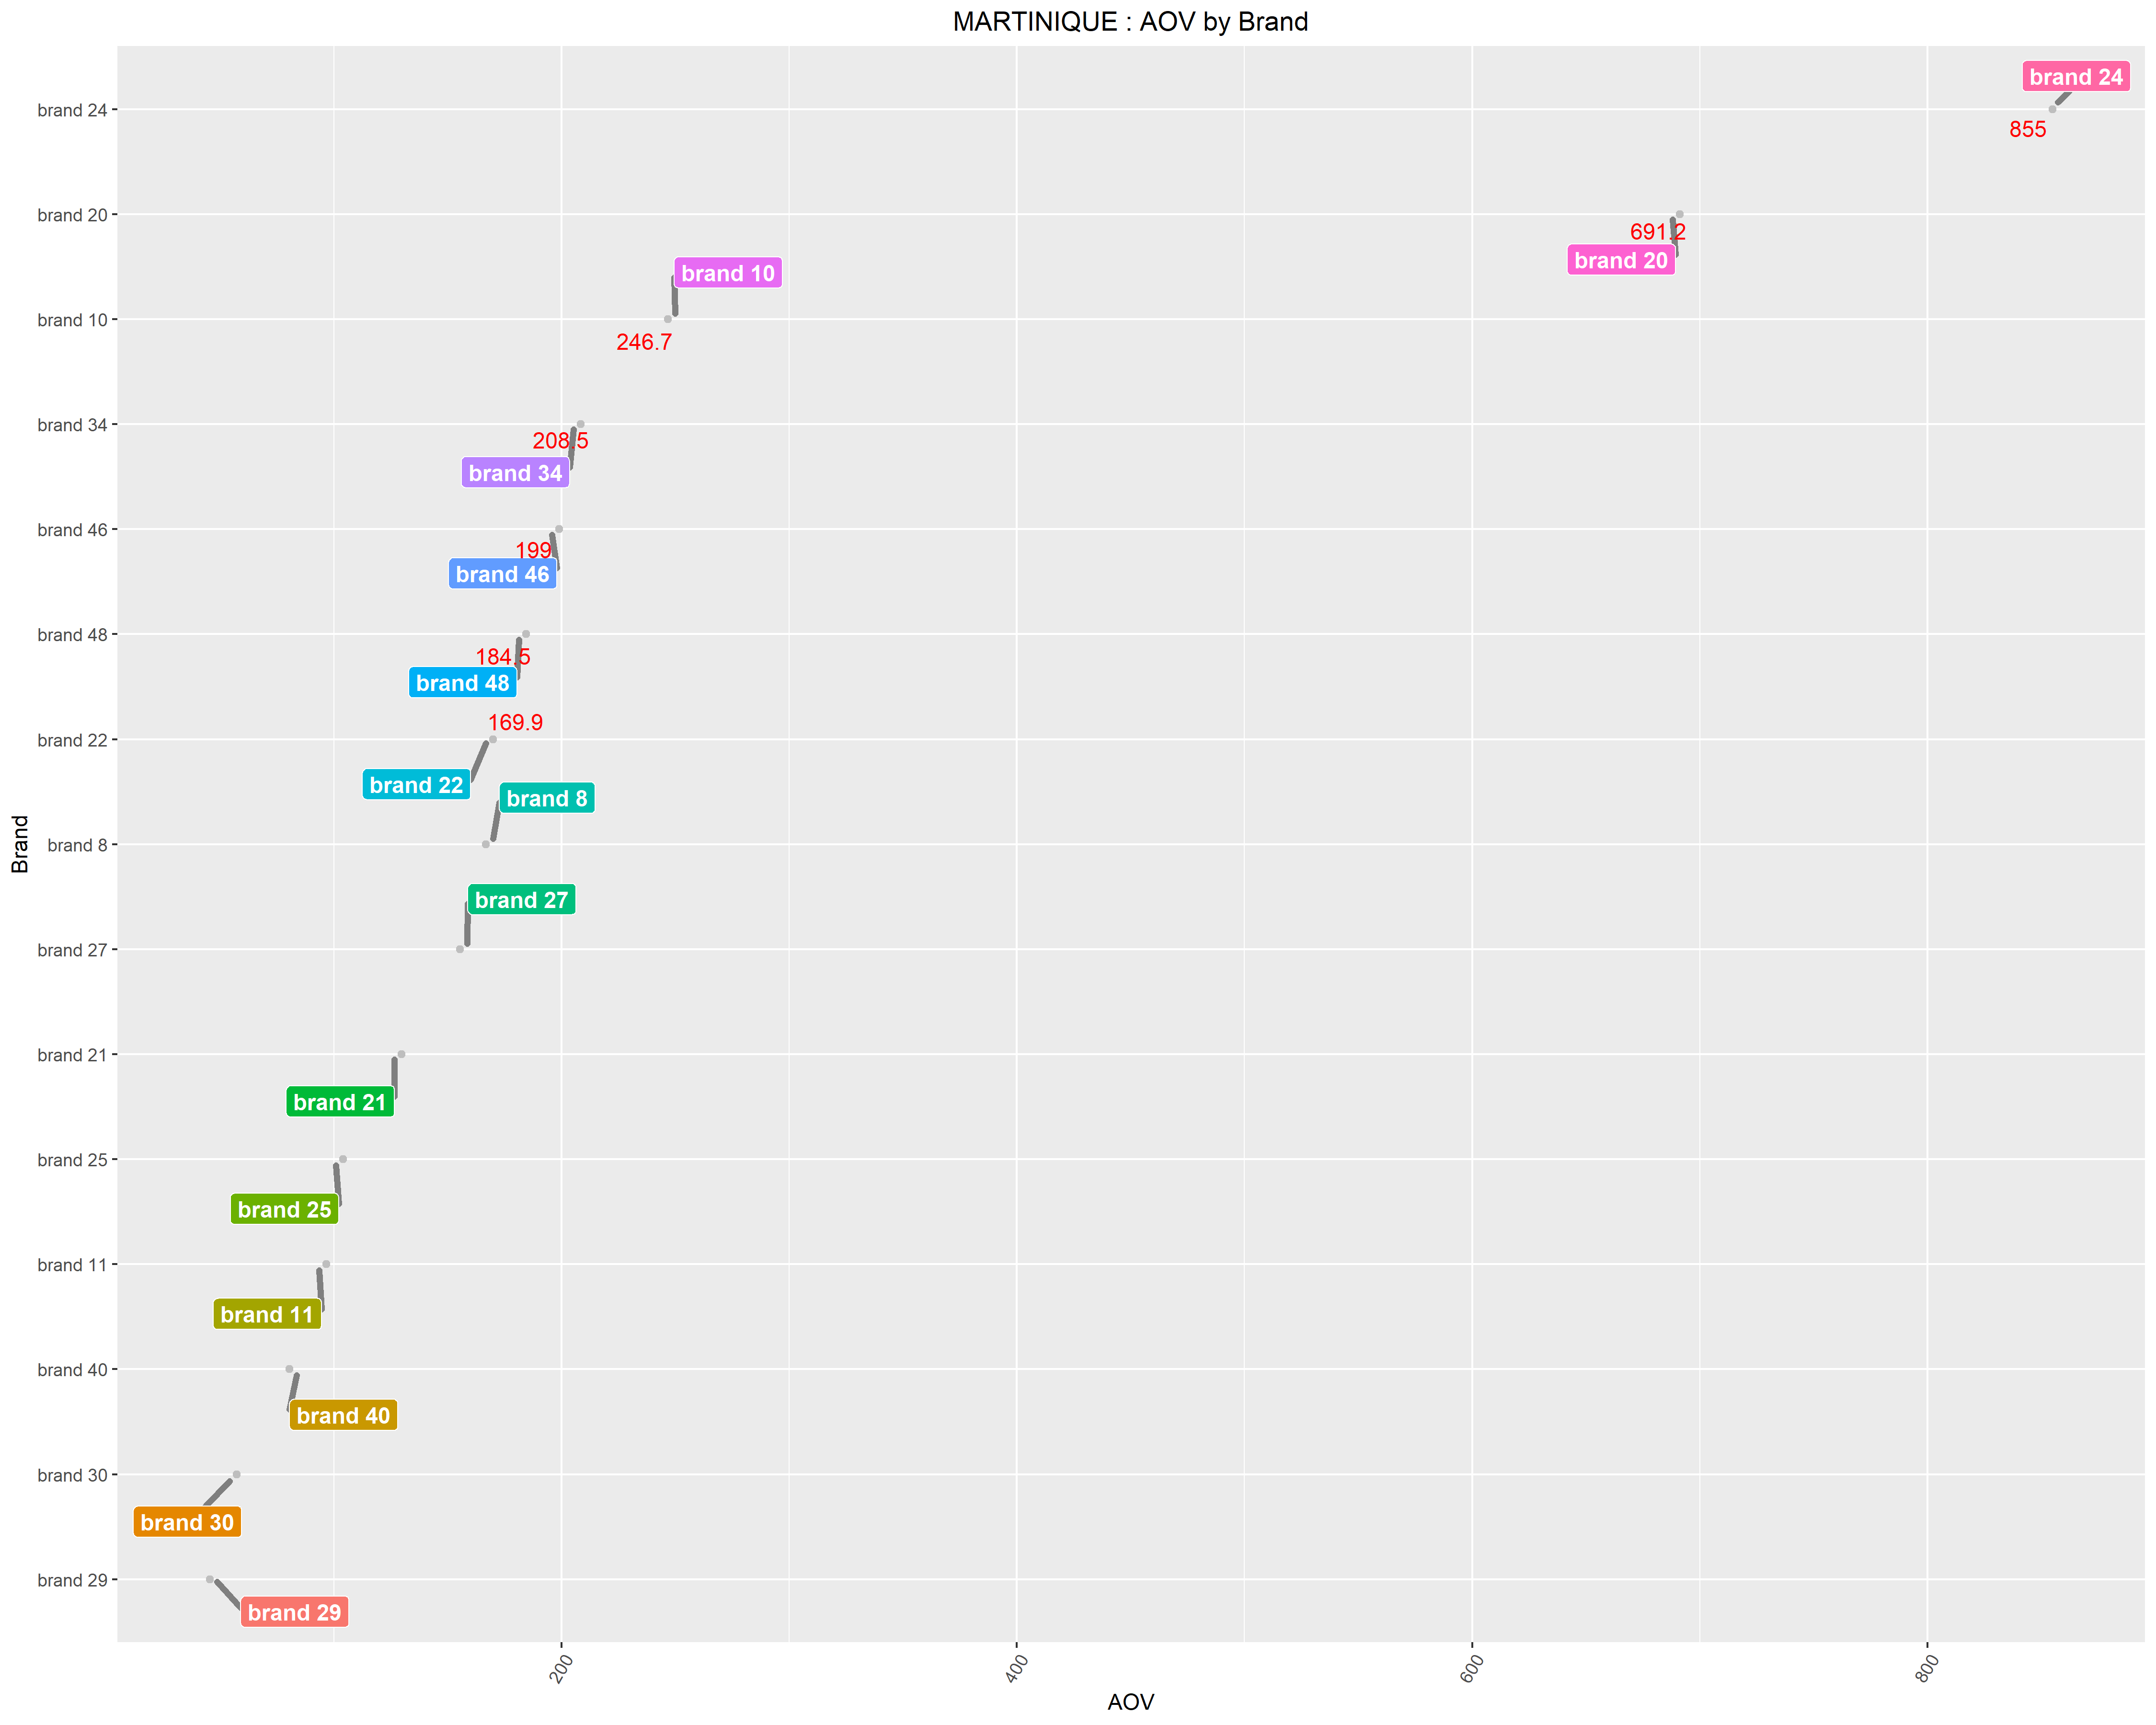 MARTINIQUE : AOV by Brand
brand 24
brand 24
855
brand 20
691.2
brand 20
brand 10
brand 10
246.7
brand 34
208.5
brand 34
brand 46
199
brand 46
brand 48
184.5
brand 48
169.9
brand 22
brand 22
brand 8
brand 8
brand 27
brand 27
brand 21
brand 21
brand 25
brand 25
brand 11
brand 11
brand 40
brand 40
brand 30
brand 30
brand 29
brand 29
Brand
200
400
600
800
AOV